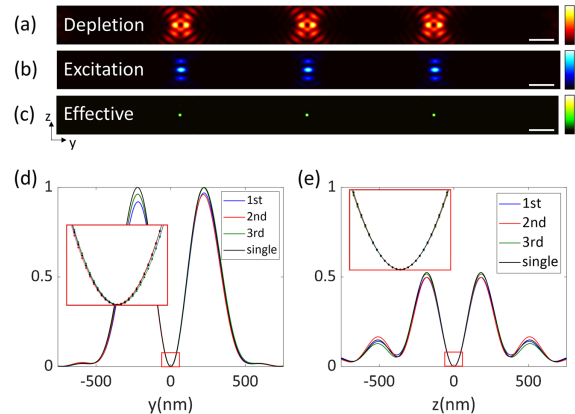 (a) Depletion
(b) Excitation
(c) Effective
z
y
(d)
1
0.5
0
-500 0 500
y(nm)
1st
2nd
3rd
single
(e)
1
0.5
0
-500 0 500
z(nm)
1st
2nd
3rd
single